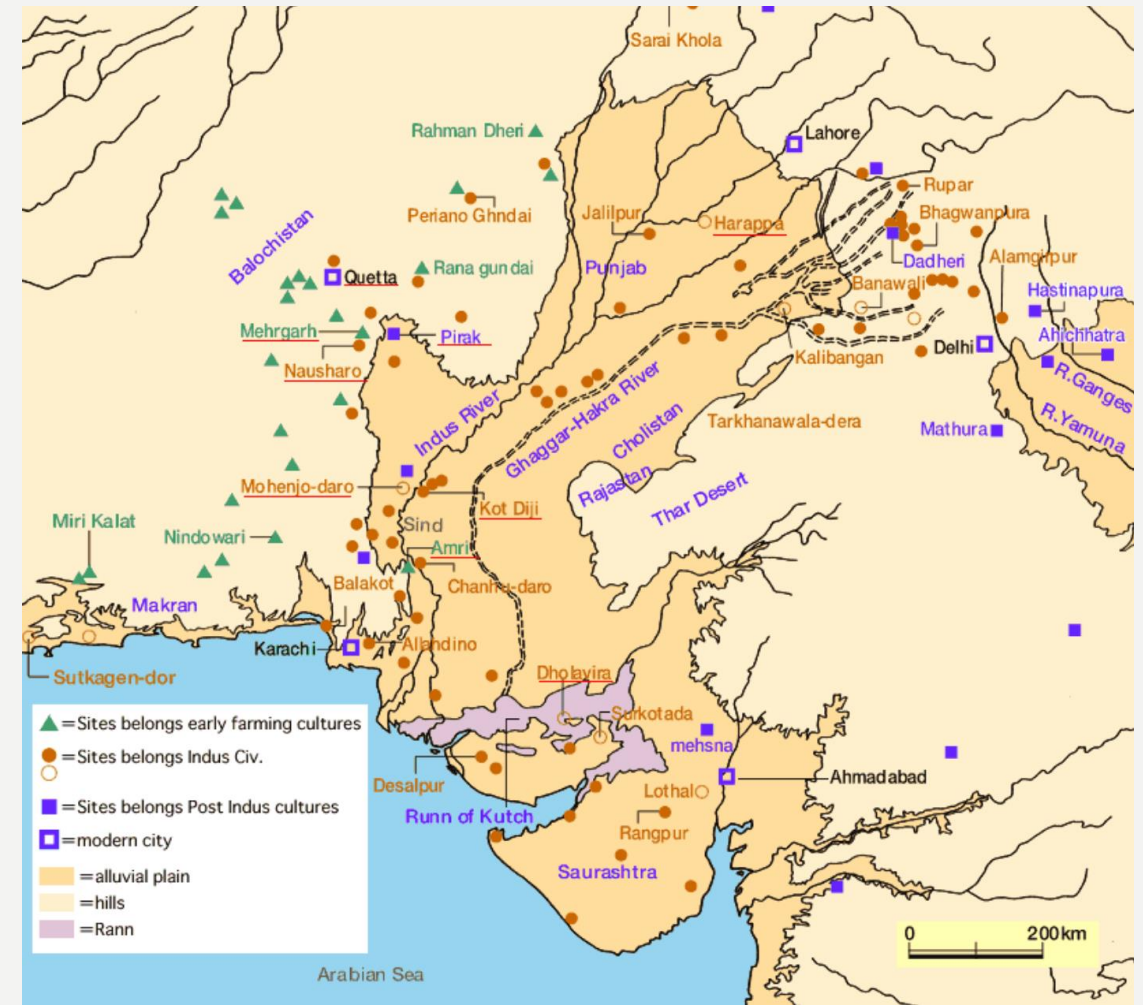 Sarai Khola
Rahman Dheri
Lahore
Periano Ghndai
Jalilpur
Harappa
Rupar
Bhagwanpura
Balochistan
Quetta
Rana gundai
Punjab
Dadheri
Alamgirpur
Banawali
Hastinapura
Mehrgarh
Pirak
Ahichhatra
Nausharo
Kalibangan
Delhi
R.Ganges
R.Yamuna
Indus River
Ghaggar-Hakra River
Cholistan
Tarkhanawala-dera
Mathura
Rajastan
Thar Desert
Mohenjo-daro
Kot Diji
Sind
Miri Kalat
Nindowari
Amri
Chanhu-daro
Balakot
Makran
Karachi
Allandino
Sutkagen-dor
Dholavira
Surkotada
mehsna
Desalpur
Ahmadabad
Lothal
Runn of Kutch
Rangpur
Saurashtra
Arabian Sea
=Sites belongs early farming cultures
=Sites belongs Indus Civ.
=Sites belongs Post Indus cultures
=modern city
=alluvial plain
=hills
=Rann
0 200km